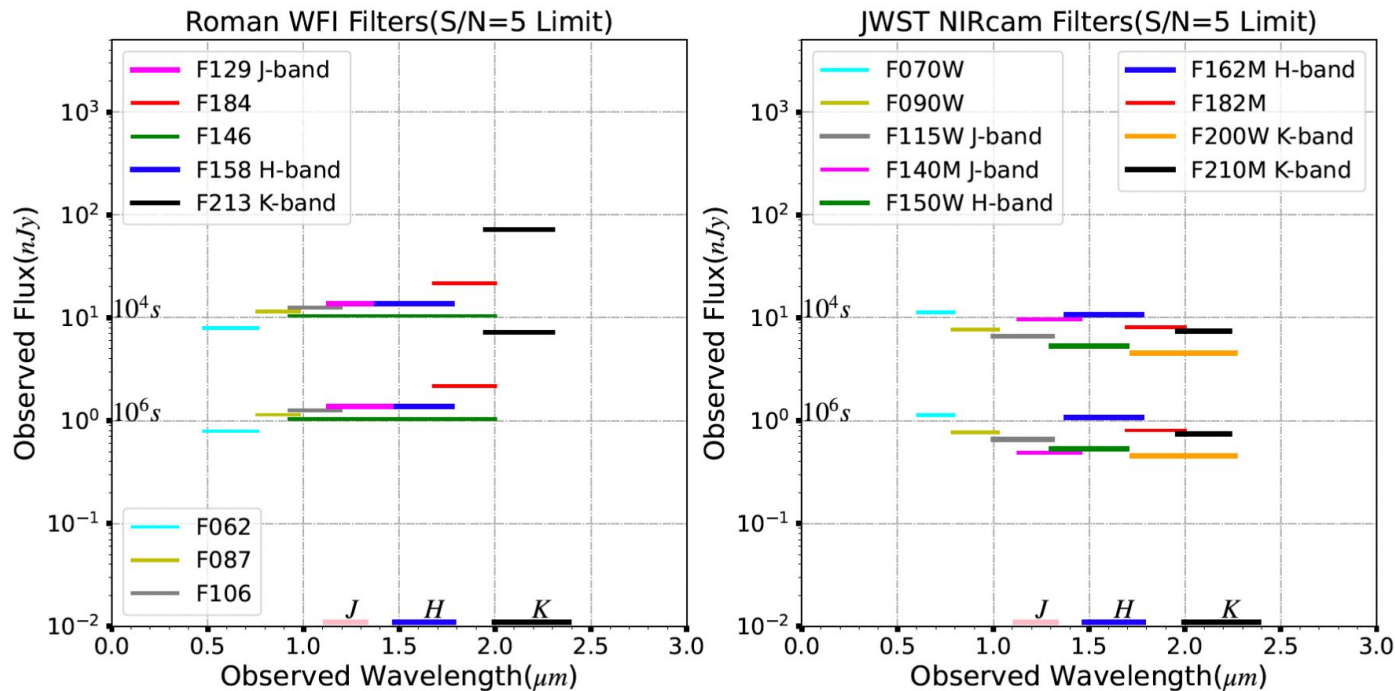 Roman WFI Filters(S/N=5 Limit)
F129 J-band
F184
F146
F158 H-band
F213 K-band
10^4 s
10^6 s
F062
F087
F106
J H K
10^3
10^2
10^1
10^0
10^-1
10^-2
0.0 0.5 1.0 1.5 2.0 2.5 3.0
Observed Flux(nJy)
Observed Wavelength(μm)
JWST NIRcam Filters(S/N=5 Limit)
F070W
F090W
F115W J-band
F140M J-band
F150W H-band
F162M H-band
F182M
F200W K-band
F210M K-band
10^4 s
10^6 s
J H K
10^3
10^2
10^1
10^0
10^-1
10^-2
0.0 0.5 1.0 1.5 2.0 2.5 3.0
Observed Flux(nJy)
Observed Wavelength(μm)